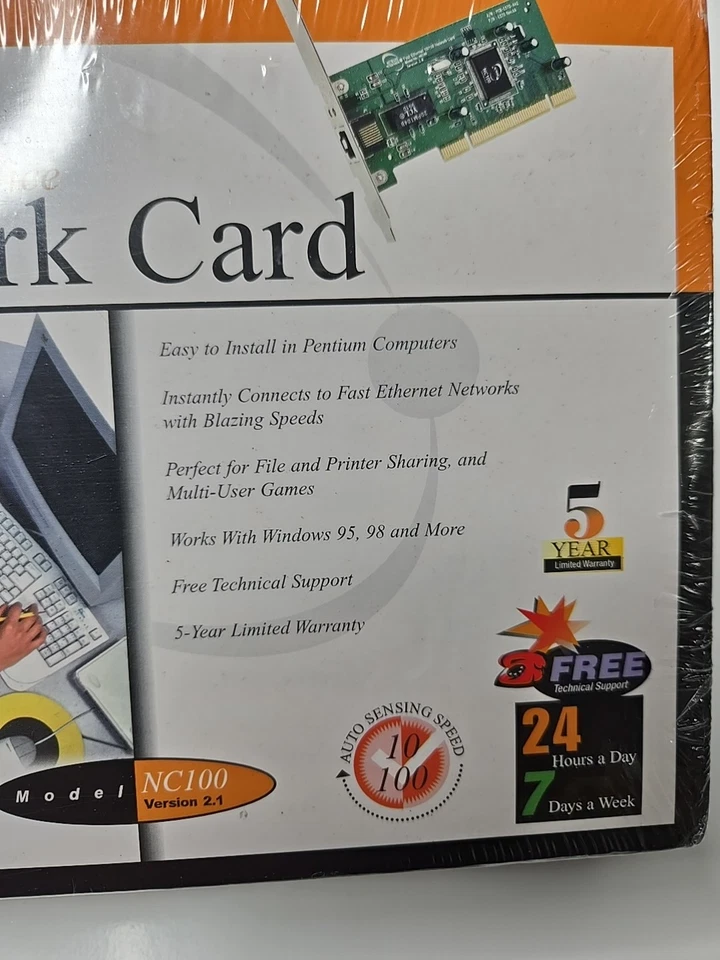 rk Card
Easy to Install in Pentium Computers
Instantly Connects to Fast Ethernet Networks
with Blazing Speeds
Perfect for File and Printer Sharing, and
Multi-User Games
Works With Windows 95, 98 and More
Free Technical Support
5-Year Limited Warranty
5
YEAR
Limited Warranty
FREE
Technical Support
24
Hours a Day
7
Days a Week
AUTO SENSING SPEED
10
100
Model NC100
Version 2.1